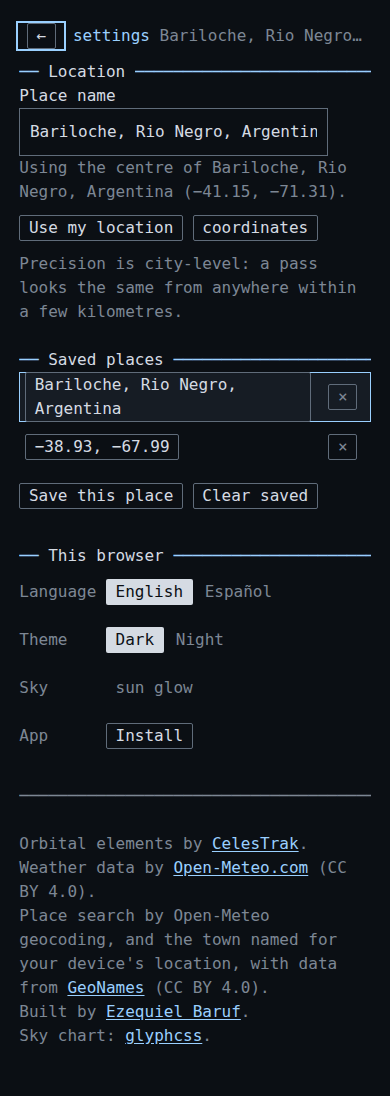 ← settings Bariloche, Rio Negro…
Location
Place name
Bariloche, Rio Negro, Argentin
Using the centre of Bariloche, Rio
Negro, Argentina (−41.15, −71.31).
Use my location coordinates
Precision is city-level: a pass
looks the same from anywhere within
a few kilometres.
Saved places
Bariloche, Rio Negro,
Argentina ×
−38.93, −67.99 ×
Save this place Clear saved
This browser
Language English Español
Theme Dark Night
Sky sun glow
App Install
Orbital elements by CelesTrak.
Weather data by Open-Meteo.com (CC
BY 4.0).
Place search by Open-Meteo
geocoding, and the town named for
your device's location, with data
from GeoNames (CC BY 4.0).
Built by Ezequiel Baruf.
Sky chart: glyphcss.